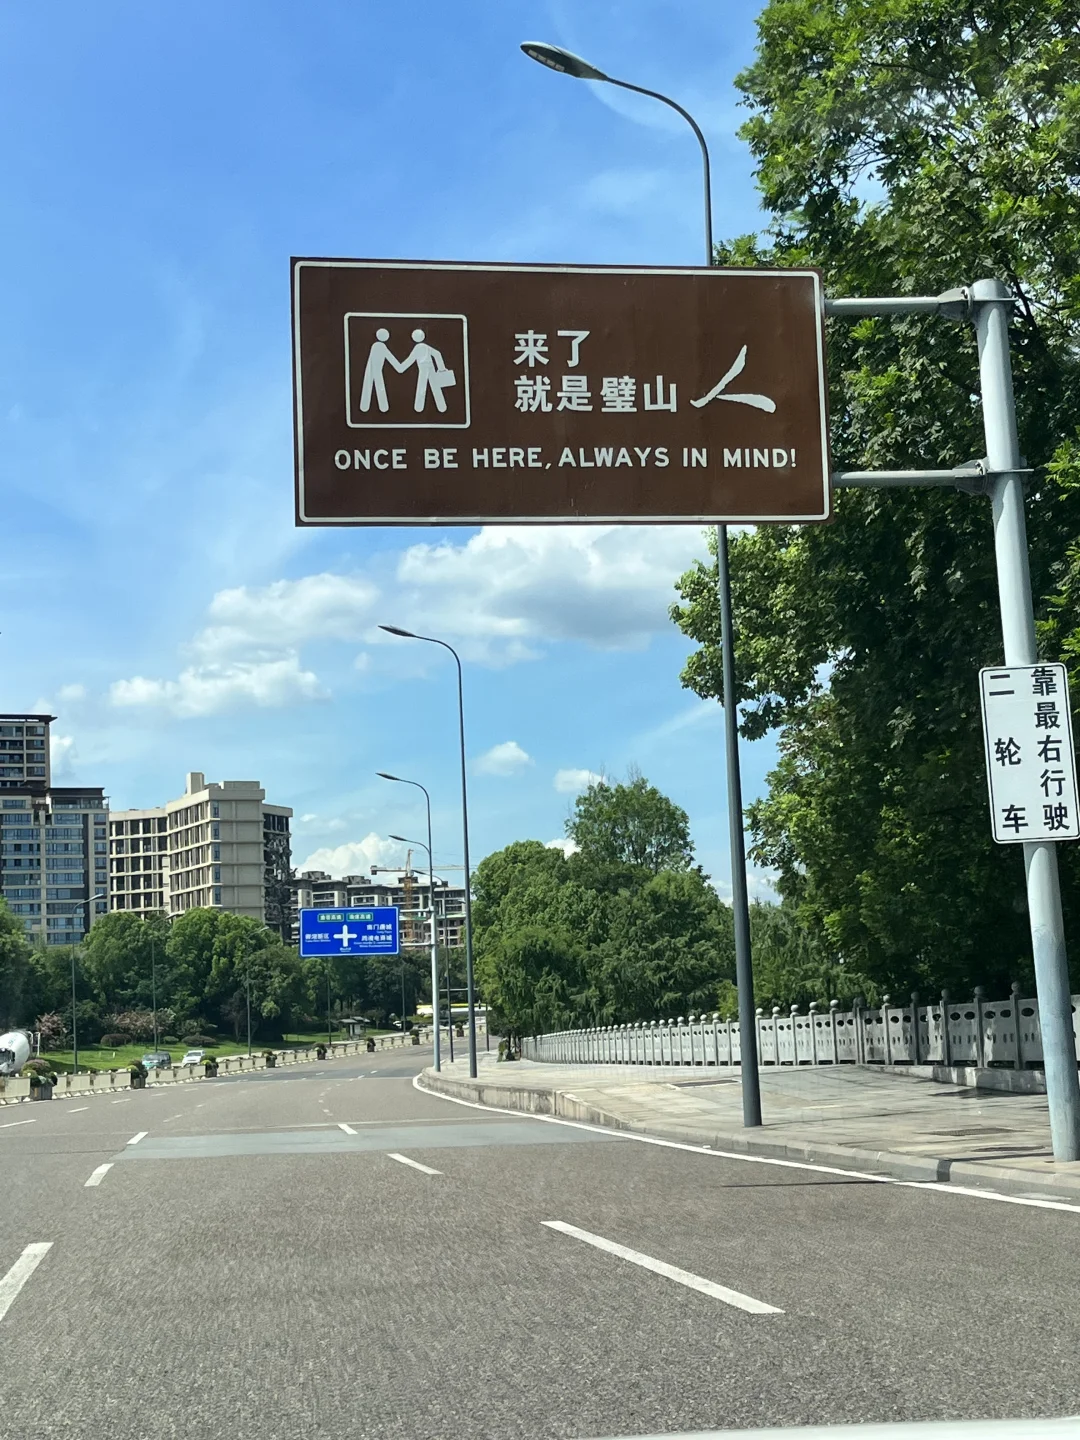 来了
就是璧山人
ONCE BE HERE, ALWAYS IN MIND!
靠最右行驶
二轮车